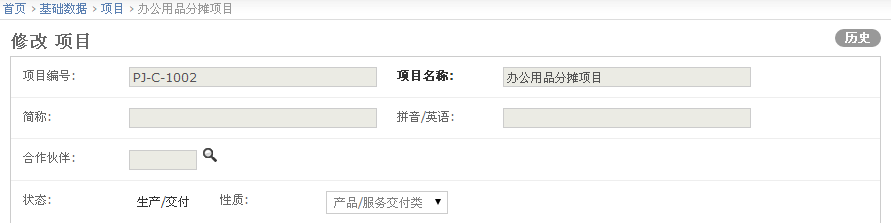 首页 › 基础数据 › 项目 › 办公用品分摊项目
修改 项目
历史
项目编号: PJ-C-1002 项目名称: 办公用品分摊项目
简称: 拼音/英语:
合作伙伴:
状态: 生产/交付 性质: 产品/服务交付类